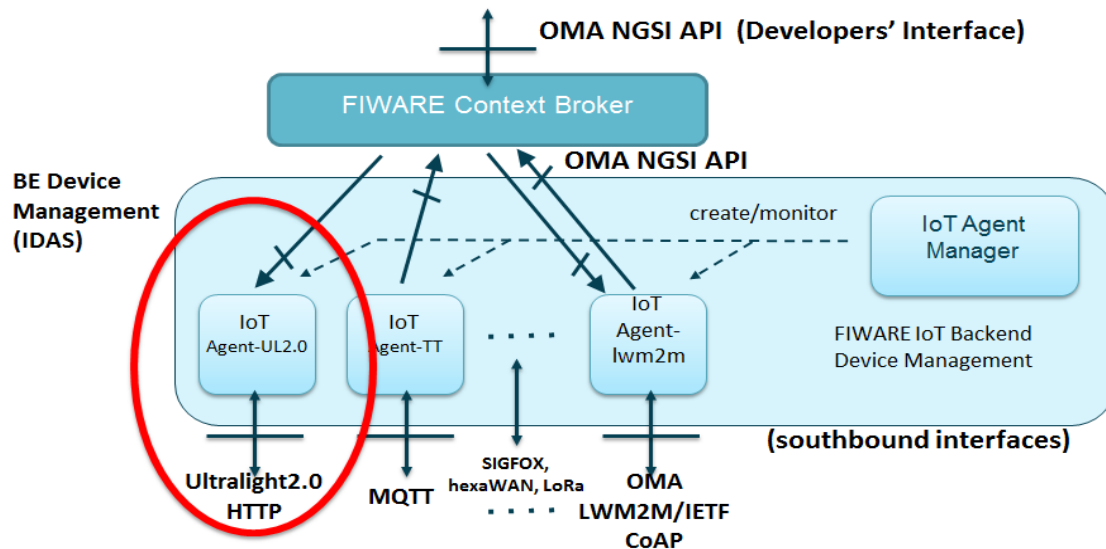 OMA NGSI API (Developers' Interface)
FIWARE Context Broker
OMA NGSI API
BE Device
Management
(IDAS)
create/monitor
IoT Agent
Manager
IoT
Agent-UL2.0
IoT
Agent-TT
IoT
Agent-
lwm2m
FIWARE IoT Backend
Device Management
(southbound interfaces)
Ultralight2.0
HTTP
MQTT
SIGFOX,
hexaWAN, LoRa
OMA
LWM2M/IETF
CoAP